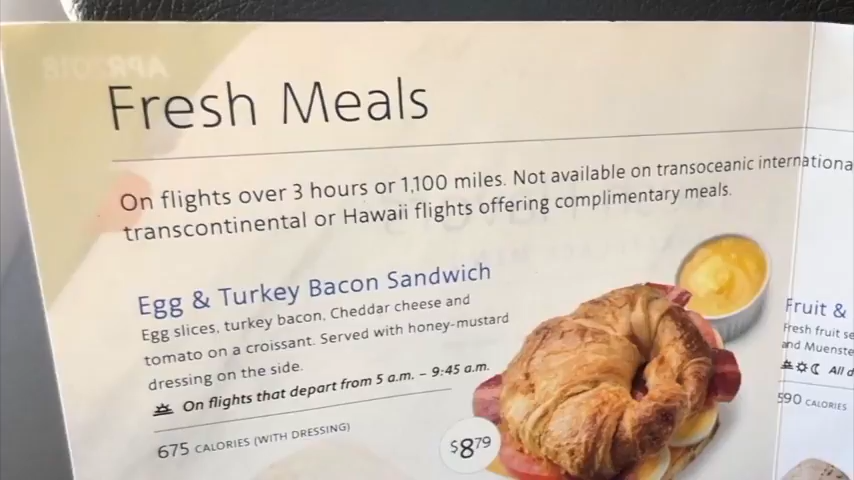 Fresh Meals
On flights over 3 hours or 1,100 miles. Not available on transoceanic internationa
transcontinental or Hawaii flights offering complimentary meals.
Egg & Turkey Bacon Sandwich
Egg slices, turkey bacon, Cheddar cheese and
tomato on a croissant. Served with honey-mustard
dressing on the side.
On flights that depart from 5 a.m. – 9:45 a.m.
675 CALORIES (WITH DRESSING)
$879
Fruit &
Fresh fruit se
and Muenste
All d
590 CALORIES